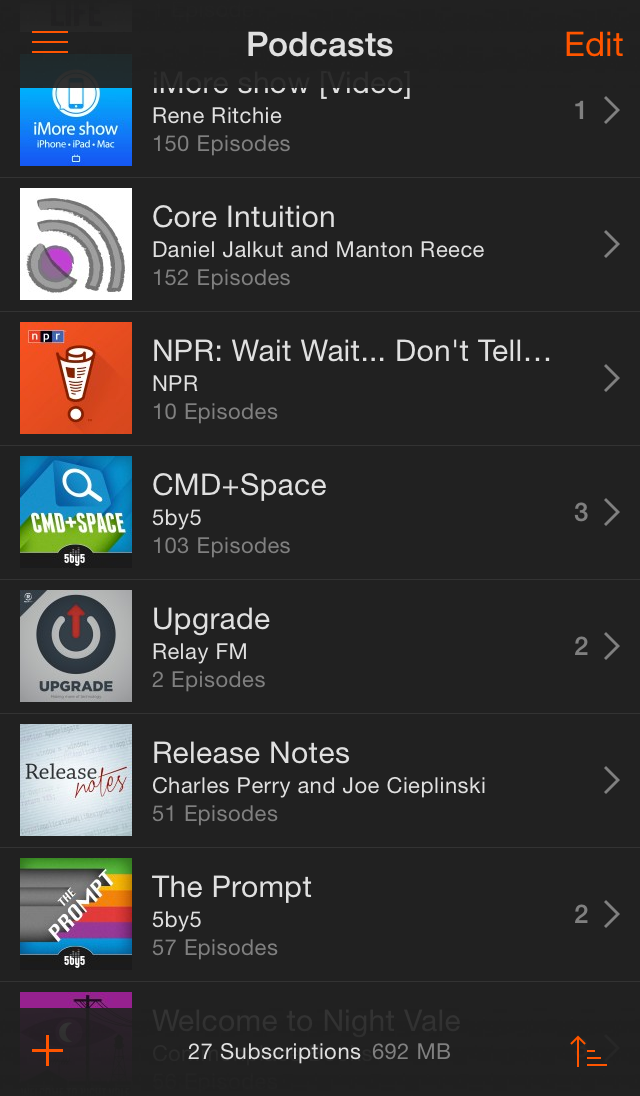 LIFE
Podcasts
Edit
iMore show [Video]
Rene Ritchie
150 Episodes
1
iMore show
iPhone • iPad • Mac
Core Intuition
Daniel Jalkut and Manton Reece
152 Episodes
npr
NPR: Wait Wait... Don't Tell...
NPR
10 Episodes
CMD+SPACE
5by5
CMD+Space
5by5
103 Episodes
3
UPGRADE
Upgrade
Relay FM
2 Episodes
2
Release notes
Release Notes
Charles Perry and Joe Cieplinski
51 Episodes
THE PROMPT
5by5
The Prompt
5by5
57 Episodes
2
Welcome to Night Vale
27 Subscriptions 692 MB